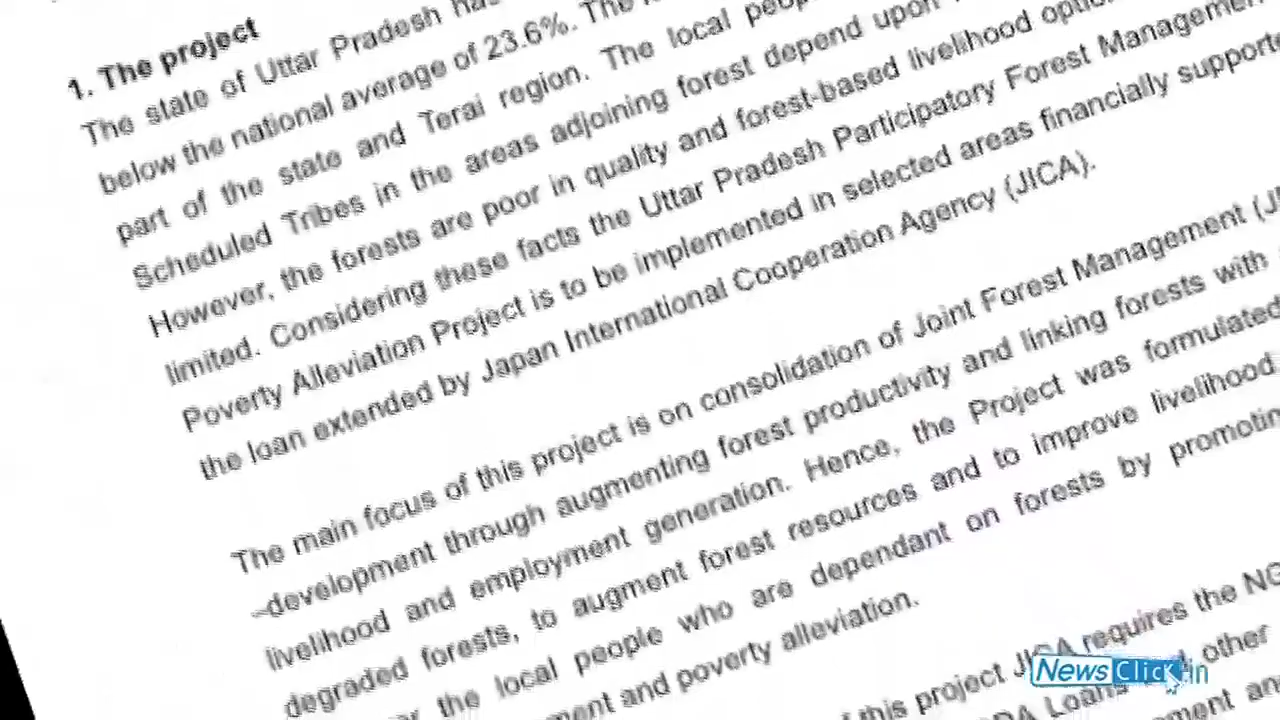 1. The project
The state of Uttar Pradesh has
below the national average of 23.6%. The
part of the state and Terai region. The local people
Scheduled Tribes in the areas adjoining forest depend upon
However, the forests are poor in quality and forest-based livelihood
limited. Considering these facts the Uttar Pradesh Participatory Forest Management
Poverty Alleviation Project is to be implemented in selected areas financially
the loan extended by Japan International Cooperation Agency (JICA).
The main focus of this project is on consolidation of Joint Forest Management
-development through augmenting forest productivity and linking forests with
livelihood and employment generation. Hence, the Project was formulated
degraded forests, to augment forest resources and to improve livelihood
the local people who are dependant on forests by
and poverty alleviation.
this project JICA requires the
Loans other
and
NewsClick.in